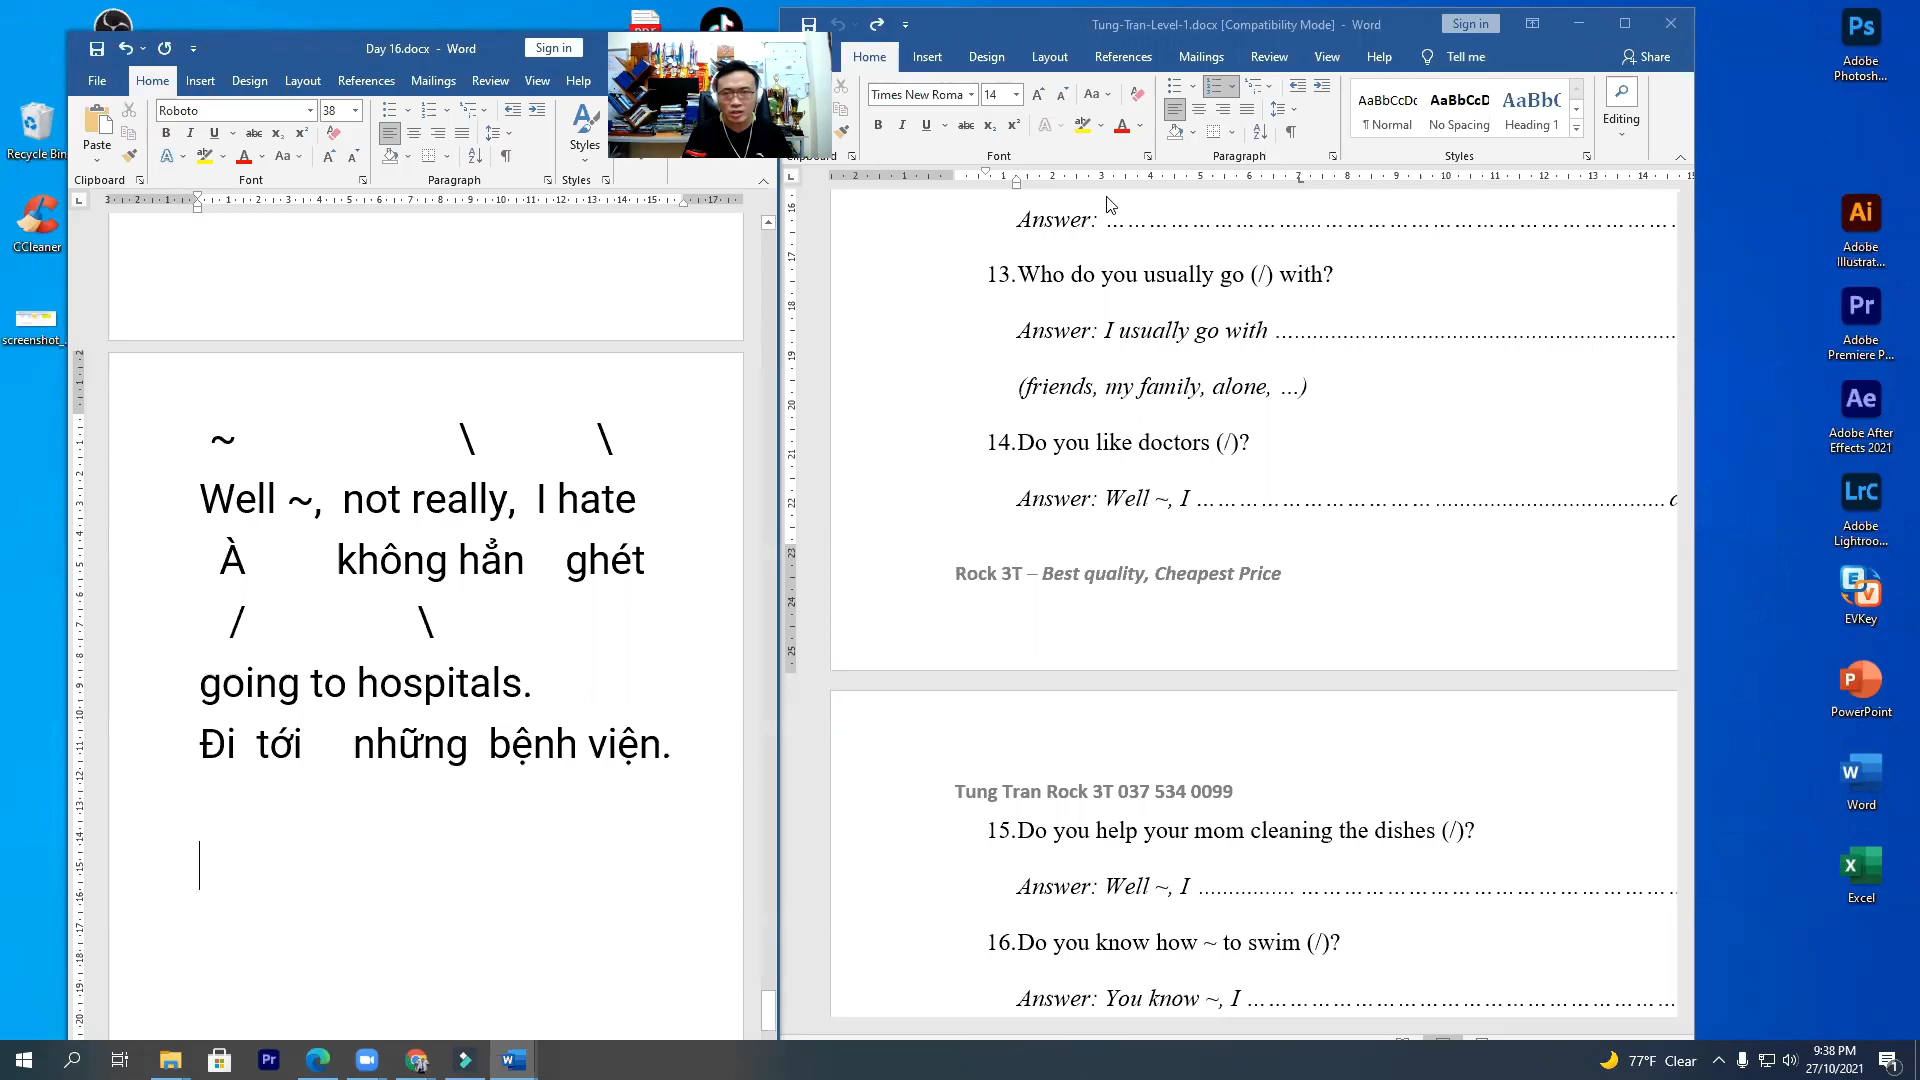 Recycle Bin
CCleaner
screenshot_...
Day 16.docx - Word
Sign in
File Home Insert Design Layout References Mailings Review View Help
Paste
Roboto 38
Styles
Clipboard Font Paragraph Styles
~ \ \
Well ~, not really, I hate
À không hẳn ghét
/ \
going to hospitals.
Đi tới những bệnh viện.
Tung-Tran-Level-1.docx [Compatibility Mode] - Word
Sign in
Home Insert Design Layout References Mailings Review View Help Tell me Share
Times New Roma 14
AaBbCcDc AaBbCcD AaBbC
¶ Normal No Spacing Heading 1
Editing
Font Paragraph Styles
Answer: ……………………………………………………………………
13.Who do you usually go (/) with?
Answer: I usually go with ……………………………………………
(friends, my family, alone, …)
14.Do you like doctors (/)?
Answer: Well ~, I ……………………………………………………
Rock 3T – Best quality, Cheapest Price
Tung Tran Rock 3T 037 534 0099
15.Do you help your mom cleaning the dishes (/)?
Answer: Well ~, I ……………………………………………………
16.Do you know how ~ to swim (/)?
Answer: You know ~, I ………………………………………………
Ps
Adobe
Photosh...
Ai
Adobe
Illustrat...
Pr
Adobe
Premiere P...
Ae
Adobe After
Effects 2021
LrC
Adobe
Lightroo...
EVKey
PowerPoint
Word
Excel
77°F Clear
9:38 PM
27/10/2021